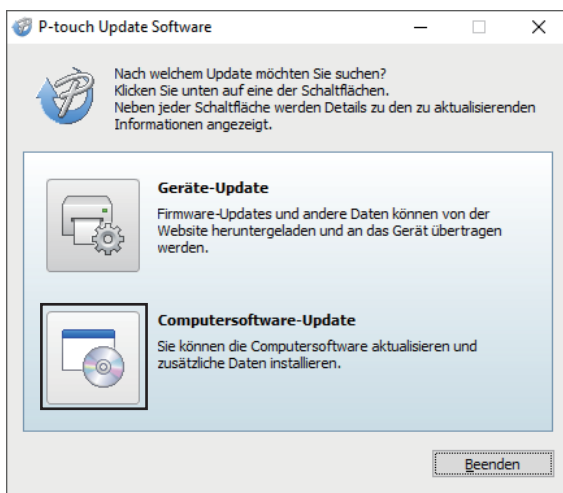 P-touch Update Software
Nach welchem Update möchten Sie suchen?
Klicken Sie unten auf eine der Schaltflächen.
Neben jeder Schaltfläche werden Details zu den zu aktualisierenden
Informationen angezeigt.
Geräte-Update
Firmware-Updates und andere Daten können von der
Website heruntergeladen und an das Gerät übertragen
werden.
Computersoftware-Update
Sie können die Computersoftware aktualisieren und
zusätzliche Daten installieren.
Beenden